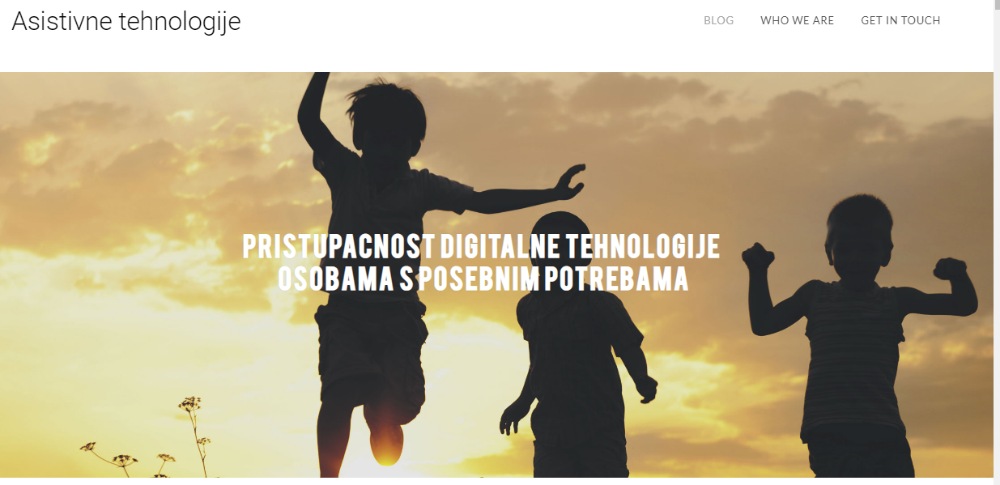 Asistivne tehnologije
BLOG WHO WE ARE GET IN TOUCH
PRISTUPACNOST DIGITALNE TEHNOLOGIJE
OSOBAMA S POSEBNIM POTREBAMA